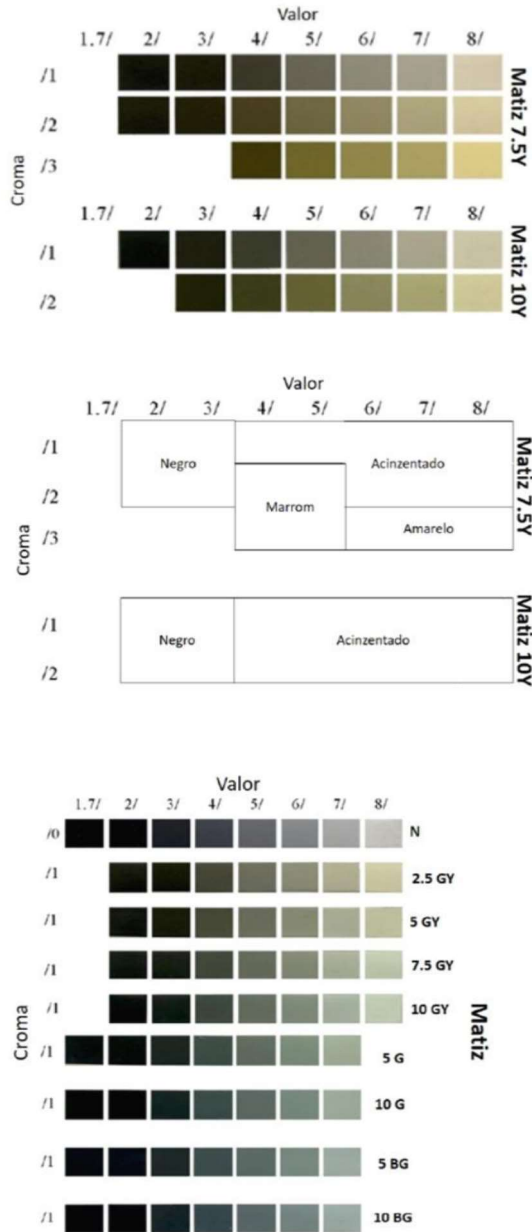 Valor
1.7/ 2/ 3/ 4/ 5/ 6/ 7/ 8/
/1
/2
/3
Croma
Matiz 7.5Y
1.7/ 2/ 3/ 4/ 5/ 6/ 7/ 8/
/1
/2
Matiz 10Y
Valor
1.7/ 2/ 3/ 4/ 5/ 6/ 7/ 8/
/1
Negro
Acinzentado
/2
Marrom
/3
Amarelo
Croma
Matiz 7.5Y
/1
Negro
Acinzentado
/2
Matiz 10Y
Valor
1.7/ 2/ 3/ 4/ 5/ 6/ 7/ 8/
/0 N
/1 2.5 GY
/1 5 GY
/1 7.5 GY
/1 10 GY
Croma
Matiz
/1 5 G
/1 10 G
/1 5 BG
/1 10 BG